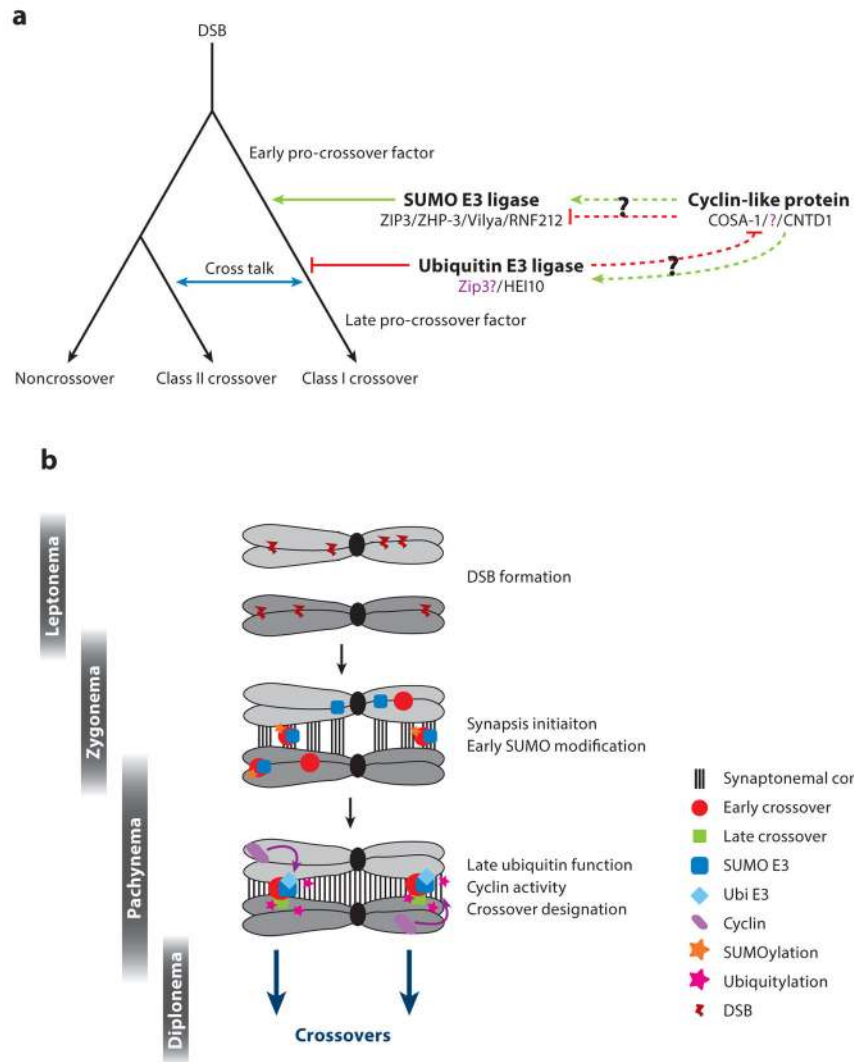 a
DSB
Early pro-crossover factor
SUMO E3 ligase
ZIP3/ZHP-3/Vilya/RNF212
?
Cyclin-like protein
COSA-1/?/CNTD1
Cross talk
Ubiquitin E3 ligase
Zip3?/HEI10
?
Late pro-crossover factor
Noncrossover
Class II crossover
Class I crossover
b
Leptonema
DSB formation
Zygonema
Synapsis initiaiton
Early SUMO modification
Pachynema
Late ubiquitin function
Cyclin activity
Crossover designation
Diplonema
Crossovers
Synaptonemal cor
Early crossover
Late crossover
SUMO E3
Ubi E3
Cyclin
SUMOylation
Ubiquitylation
DSB